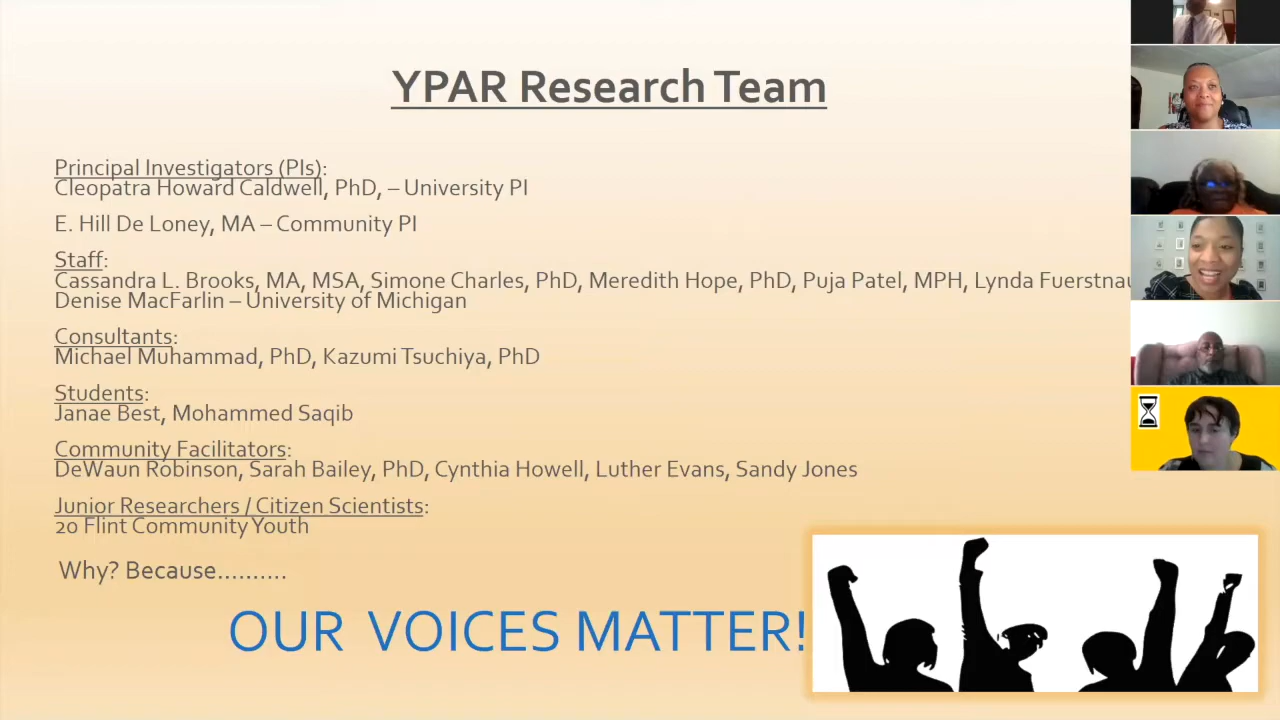 YPAR Research Team
Principal Investigators (PIs):
Cleopatra Howard Caldwell, PhD, – University PI
E. Hill De Loney, MA – Community PI
Staff:
Cassandra L. Brooks, MA, MSA, Simone Charles, PhD, Meredith Hope, PhD, Puja Patel, MPH, Lynda Fuerstnau
Denise MacFarlin – University of Michigan
Consultants:
Michael Muhammad, PhD, Kazumi Tsuchiya, PhD
Students:
Janae Best, Mohammed Saqib
Community Facilitators:
DeWaun Robinson, Sarah Bailey, PhD, Cynthia Howell, Luther Evans, Sandy Jones
Junior Researchers / Citizen Scientists:
20 Flint Community Youth
Why? Because..........
OUR VOICES MATTER!